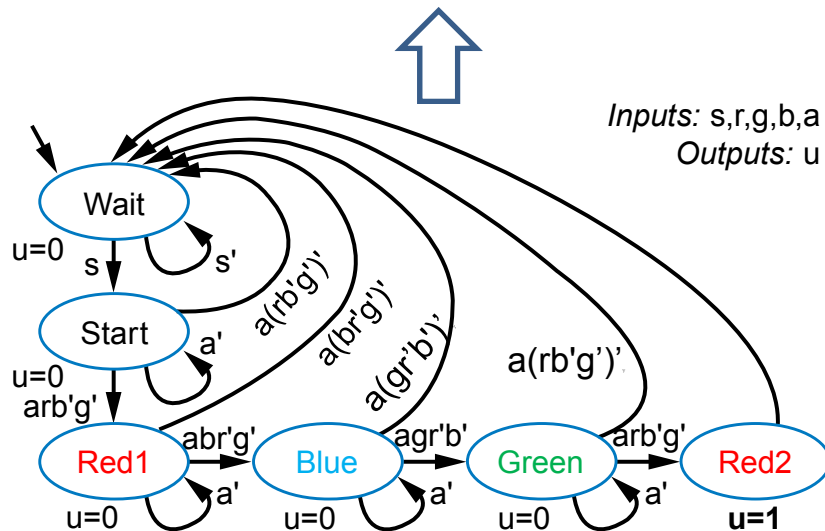 Inputs: s,r,g,b,a
Outputs: u
Wait
u=0
s
s'
Start
u=0
a'
a(rb'g')'
a(br'g')'
a(gr'b')'
a(rb'g')'
arb'g'
Red1
u=0
a'
abr'g'
Blue
u=0
a'
agr'b'
Green
u=0
a'
arb'g'
Red2
u=1